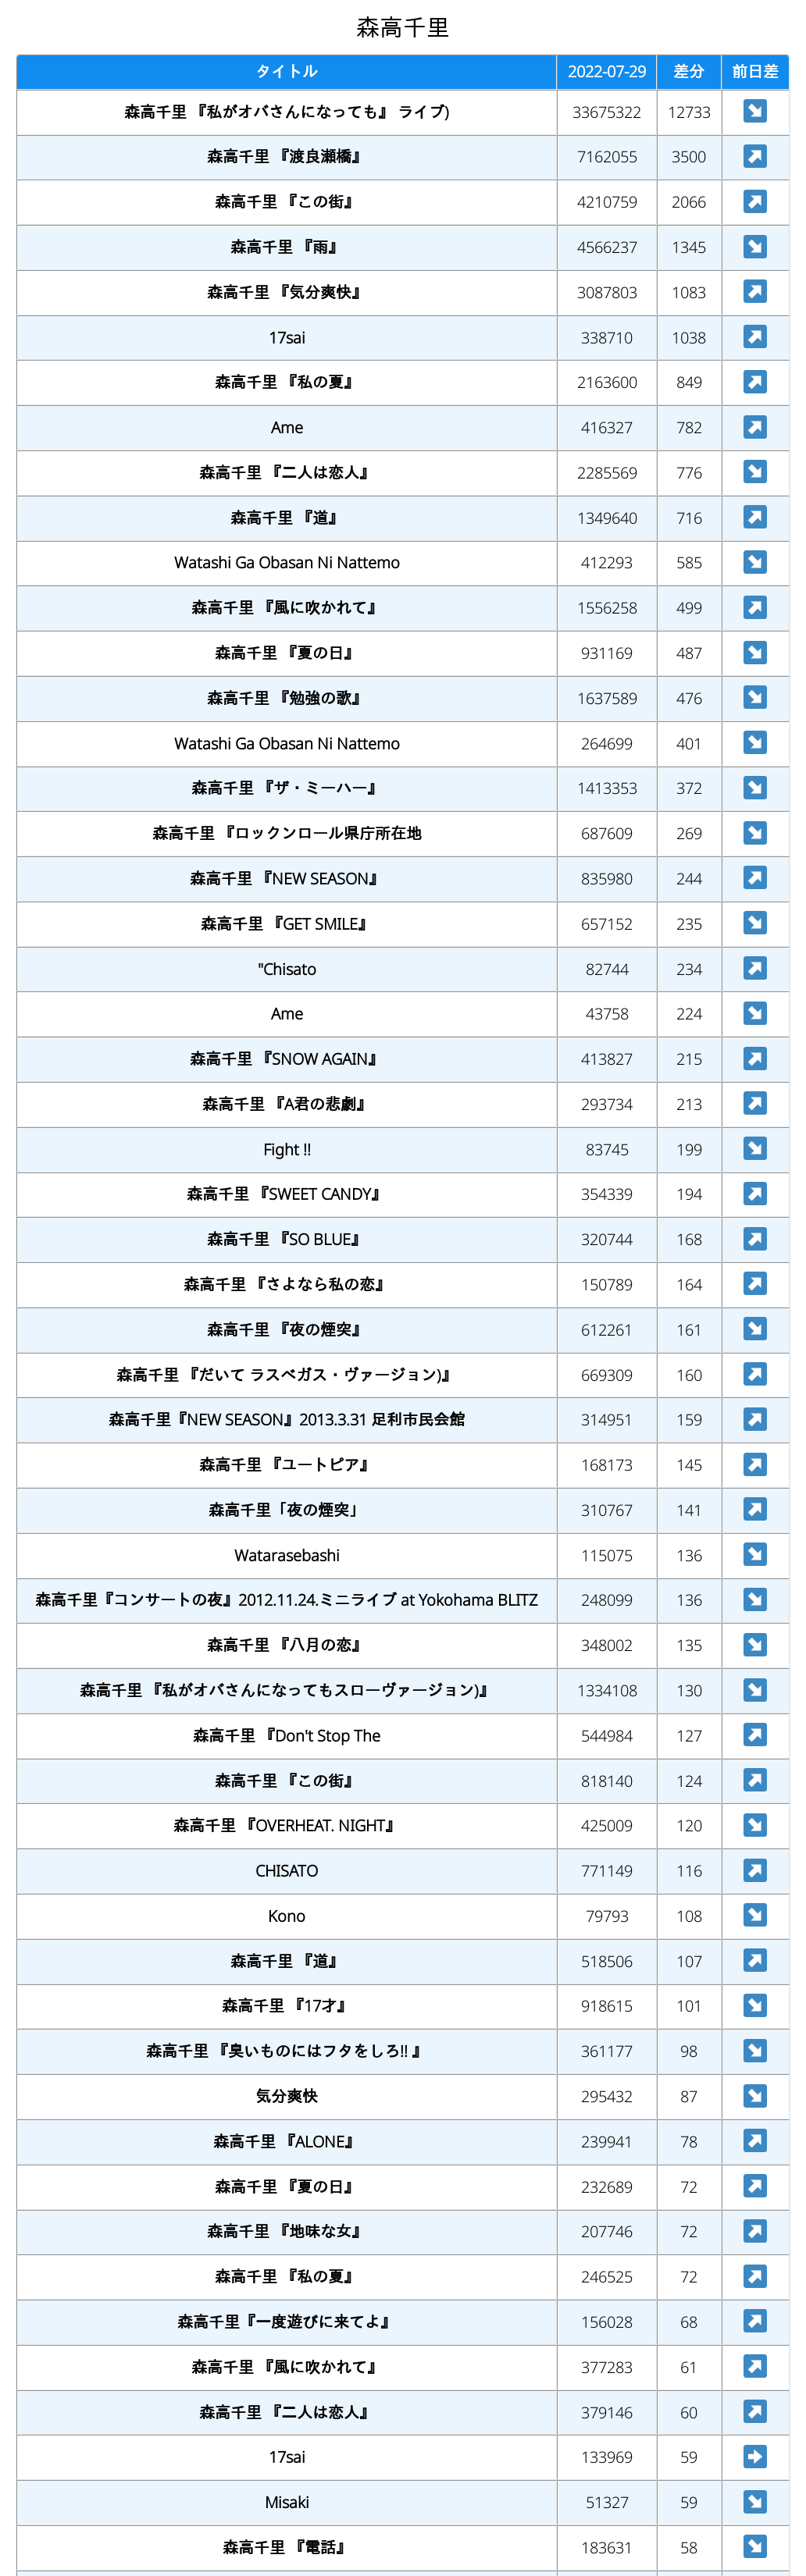 森高千里
タイトル 2022-07-29 差分 前日差
森高千里 『私がオバさんになっても』 ライブ) 33675322 12733
森高千里 『渡良瀬橋』 7162055 3500
森高千里 『この街』 4210759 2066
森高千里 『雨』 4566237 1345
森高千里 『気分爽快』 3087803 1083
17sai 338710 1038
森高千里 『私の夏』 2163600 849
Ame 416327 782
森高千里 『二人は恋人』 2285569 776
森高千里 『道』 1349640 716
Watashi Ga Obasan Ni Nattemo 412293 585
森高千里 『風に吹かれて』 1556258 499
森高千里 『夏の日』 931169 487
森高千里 『勉強の歌』 1637589 476
Watashi Ga Obasan Ni Nattemo 264699 401
森高千里 『ザ・ミーハー』 1413353 372
森高千里 『ロックンロール県庁所在地 687609 269
森高千里 『NEW SEASON』 835980 244
森高千里 『GET SMILE』 657152 235
"Chisato 82744 234
Ame 43758 224
森高千里 『SNOW AGAIN』 413827 215
森高千里 『A君の悲劇』 293734 213
Fight !! 83745 199
森高千里 『SWEET CANDY』 354339 194
森高千里 『SO BLUE』 320744 168
森高千里 『さよなら私の恋』 150789 164
森高千里 『夜の煙突』 612261 161
森高千里 『だいて ラスベガス・ヴァージョン)』 669309 160
森高千里『NEW SEASON』2013.3.31 足利市民会館 314951 159
森高千里 『ユートピア』 168173 145
森高千里「夜の煙突」 310767 141
Watarasebashi 115075 136
森高千里『コンサートの夜』2012.11.24.ミニライブ at Yokohama BLITZ 248099 136
森高千里 『八月の恋』 348002 135
森高千里 『私がオバさんになってもスローヴァージョン)』 1334108 130
森高千里 『Don't Stop The 544984 127
森高千里 『この街』 818140 124
森高千里 『OVERHEAT. NIGHT』 425009 120
CHISATO 771149 116
Kono 79793 108
森高千里 『道』 518506 107
森高千里 『17才』 918615 101
森高千里 『臭いものにはフタをしろ!! 』 361177 98
気分爽快 295432 87
森高千里 『ALONE』 239941 78
森高千里 『夏の日』 232689 72
森高千里 『地味な女』 207746 72
森高千里 『私の夏』 246525 72
森高千里『一度遊びに来てよ』 156028 68
森高千里 『風に吹かれて』 377283 61
森高千里 『二人は恋人』 379146 60
17sai 133969 59
Misaki 51327 59
森高千里 『電話』 183631 58